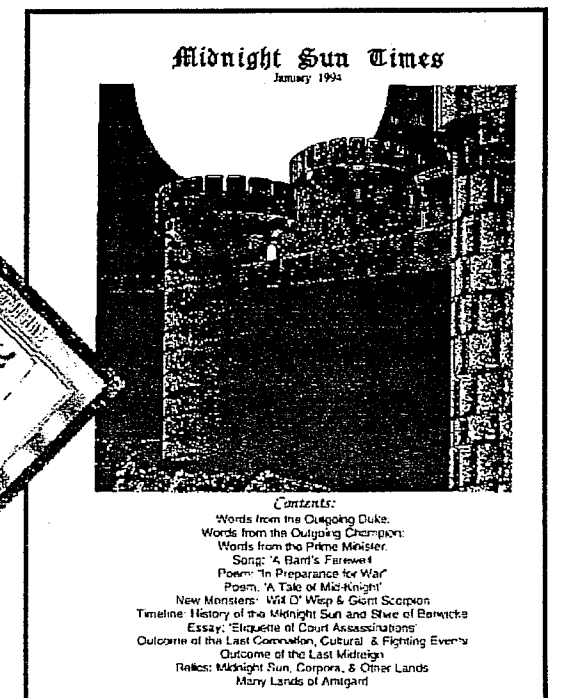 Midnight Sun Times
January 1994
Contents:
Words from the Outgoing Duke:
Words from the Outgoing Champion:
Words from the Prime Minister:
Song: 'A Bard's Farewell'
Poem: "In Preparance for War"
Poem: 'A Tale of Mid-Knight'
New Monsters: Will O' Wisp & Giant Scorpion
Timeline: History of the Midnight Sun and Shire of Barwicke
Essay: 'Etiquette of Court Assassinations'
Outcome of the Last Coronation, Cultural & Fighting Events
Outcome of the Last Midreign
Relics: Midnight Sun, Corpora, & Other Lands
Many Lands of Amtgard